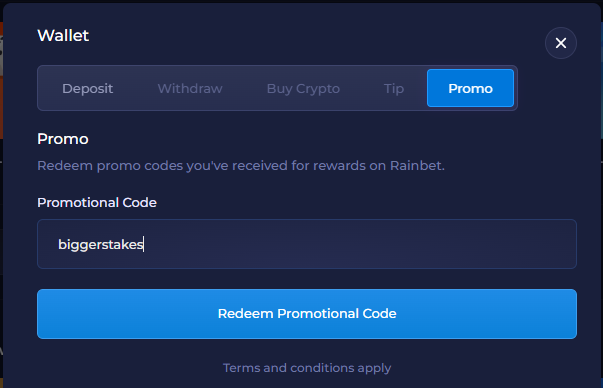 Wallet
Deposit Withdraw Buy Crypto Tip Promo
Promo
Redeem promo codes you've received for rewards on Rainbet.
Promotional Code
biggerstakes
Redeem Promotional Code
Terms and conditions apply